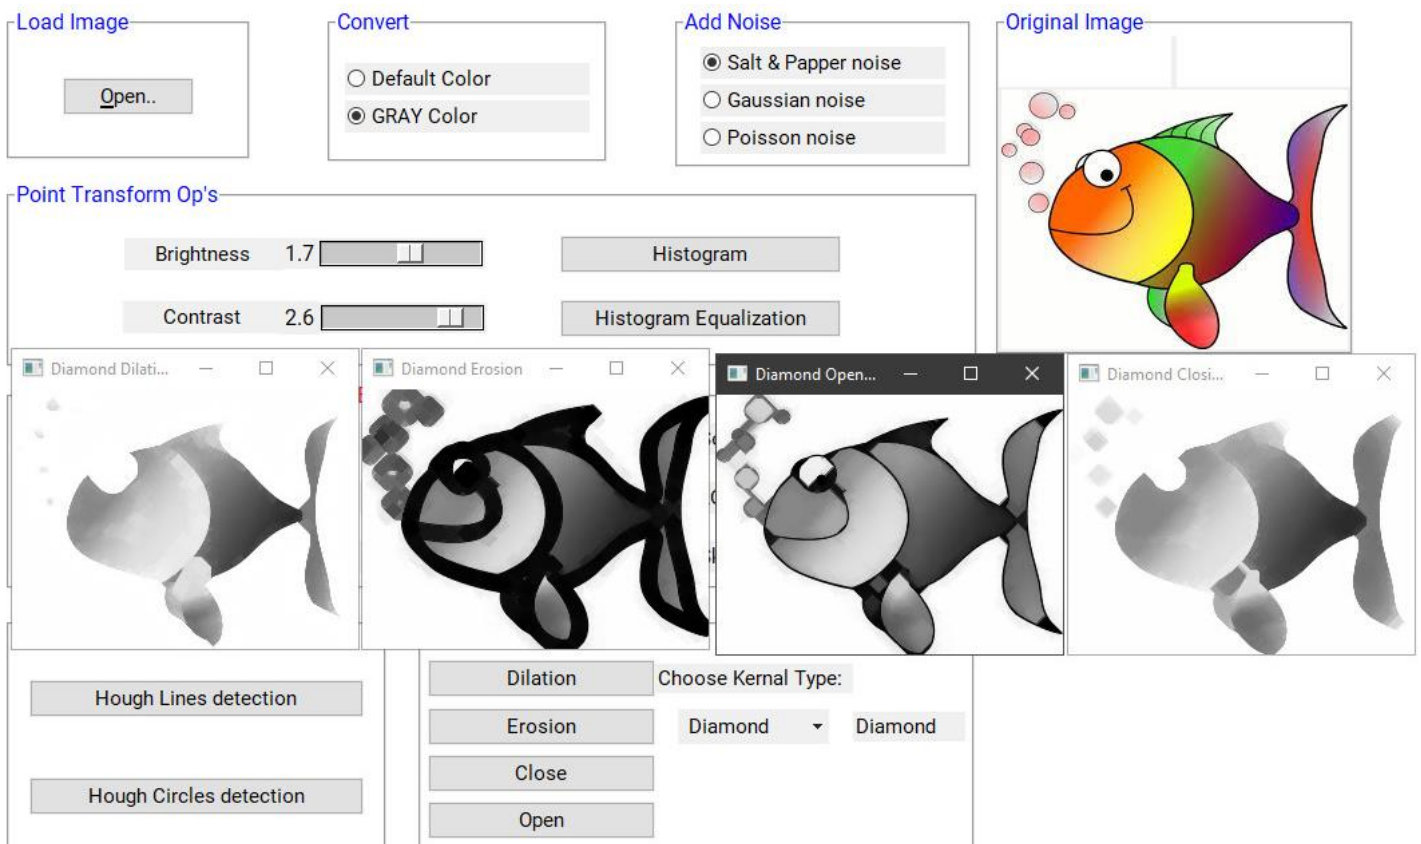 Load Image
Open..
Convert
Default Color
GRAY Color
Add Noise
Salt & Papper noise
Gaussian noise
Poisson noise
Original Image
Point Transform Op's
Brightness 1.7
Histogram
Contrast 2.6
Histogram Equalization
Diamond Dilati...
Diamond Erosion
Diamond Open...
Diamond Closi...
Hough Lines detection
Hough Circles detection
Dilation
Choose Kernal Type:
Erosion
Diamond
Diamond
Close
Open